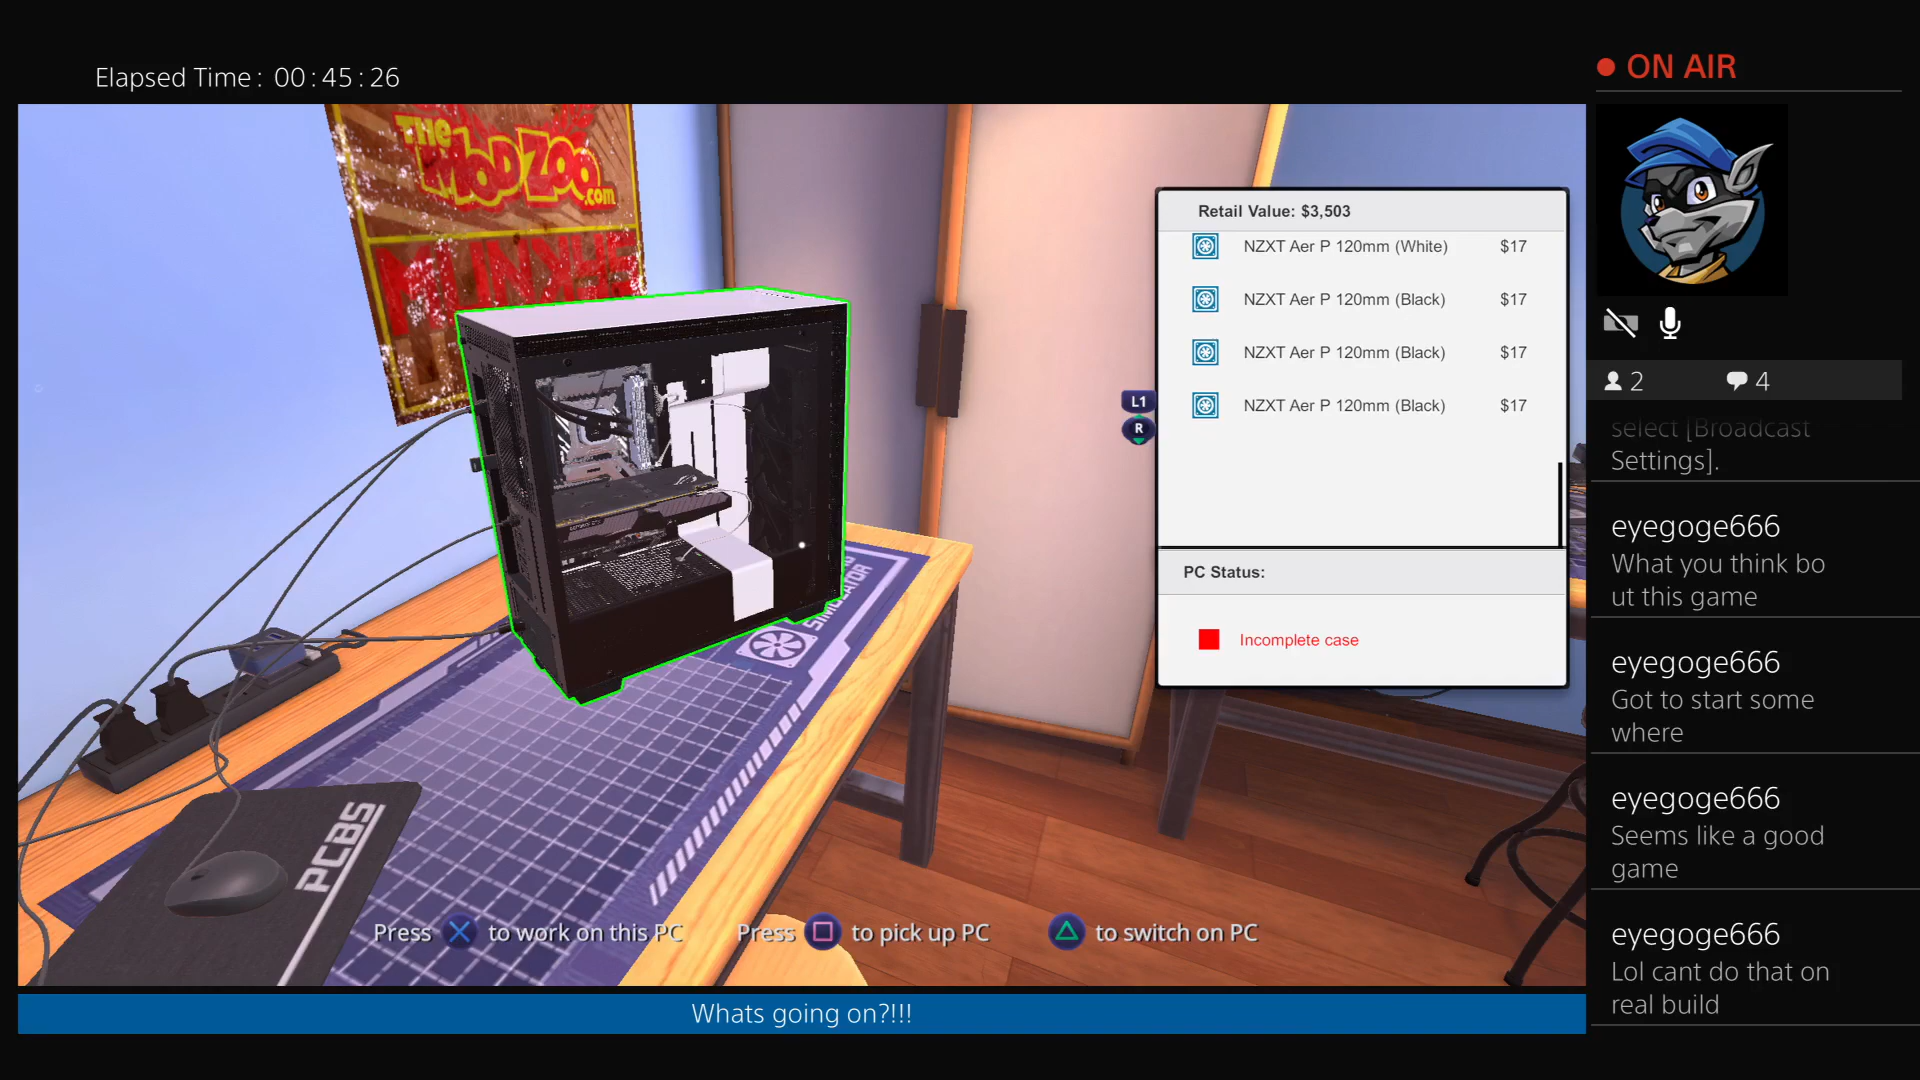 Elapsed Time: 00:45:26
ON AIR
THE
MOD ZOO
.com
Retail Value: $3,503
NZXT Aer P 120mm (White) $17
NZXT Aer P 120mm (Black) $17
NZXT Aer P 120mm (Black) $17
NZXT Aer P 120mm (Black) $17
L1
R
PC Status:
Incomplete case
2 4
select [Broadcast
Settings].
eyegoge666
What you think bo
ut this game
eyegoge666
Got to start some
where
eyegoge666
Seems like a good
game
eyegoge666
Lol cant do that on
real build
PCBS
Press to work on this PC Press to pick up PC to switch on PC
Whats going on?!!!